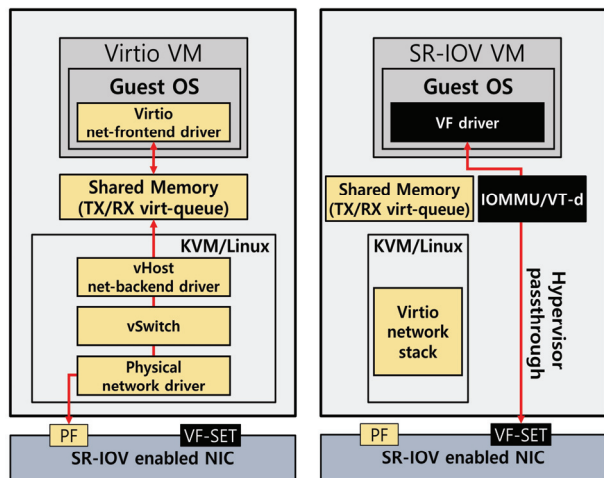 Virtio VM
Guest OS
Virtio
net-frontend driver
Shared Memory
(TX/RX virt-queue)
KVM/Linux
vHost
net-backend driver
vSwitch
Physical
network driver
PF
VF-SET
SR-IOV enabled NIC
SR-IOV VM
Guest OS
VF driver
Shared Memory
(TX/RX virt-queue)
IOMMU/VT-d
KVM/Linux
Virtio
network
stack
Hypervisor
passthrough
PF
VF-SET
SR-IOV enabled NIC